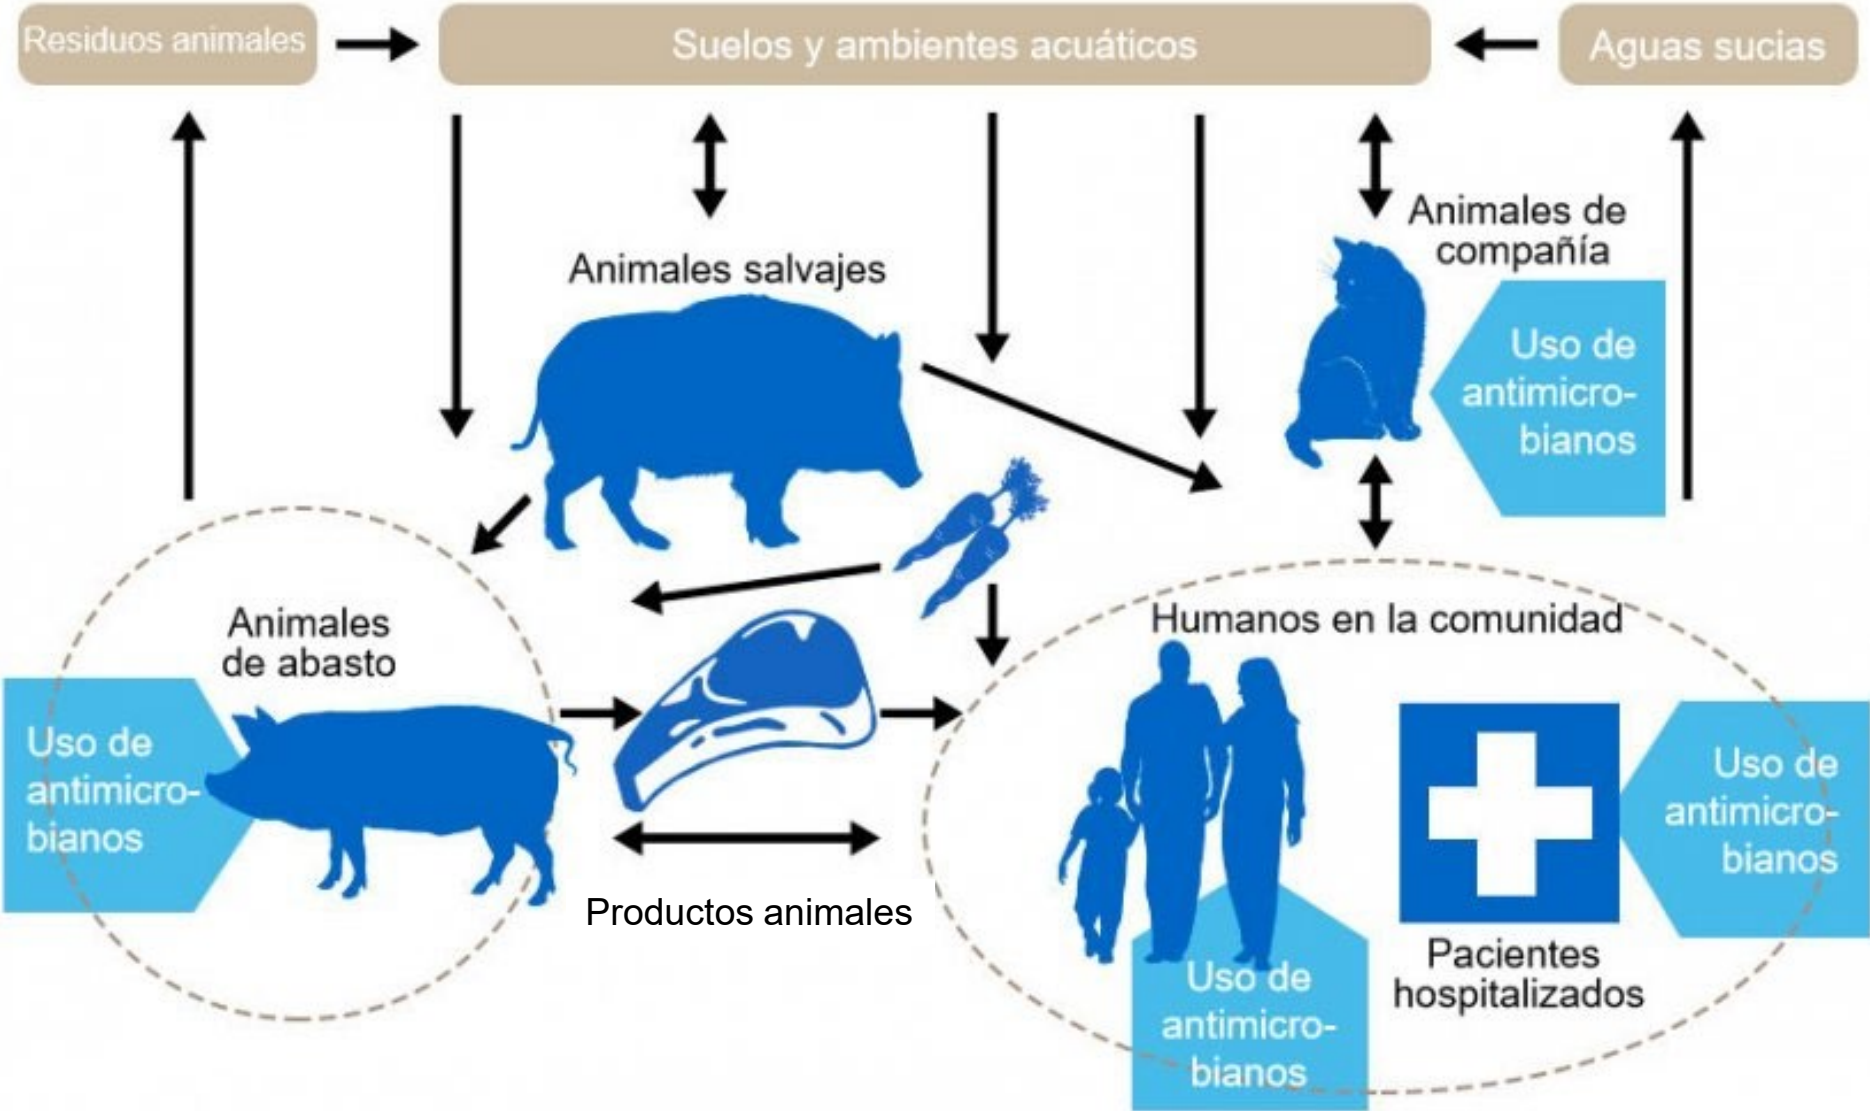 Residuos animales
Suelos y ambientes acuáticos
Aguas sucias
Animales salvajes
Animales de
compañía
Uso de
antimicro-
bianos
Animales
de abasto
Uso de
antimicro-
bianos
Productos animales
Humanos en la comunidad
Uso de
antimicro-
bianos
Pacientes
hospitalizados
Uso de
antimicro-
bianos